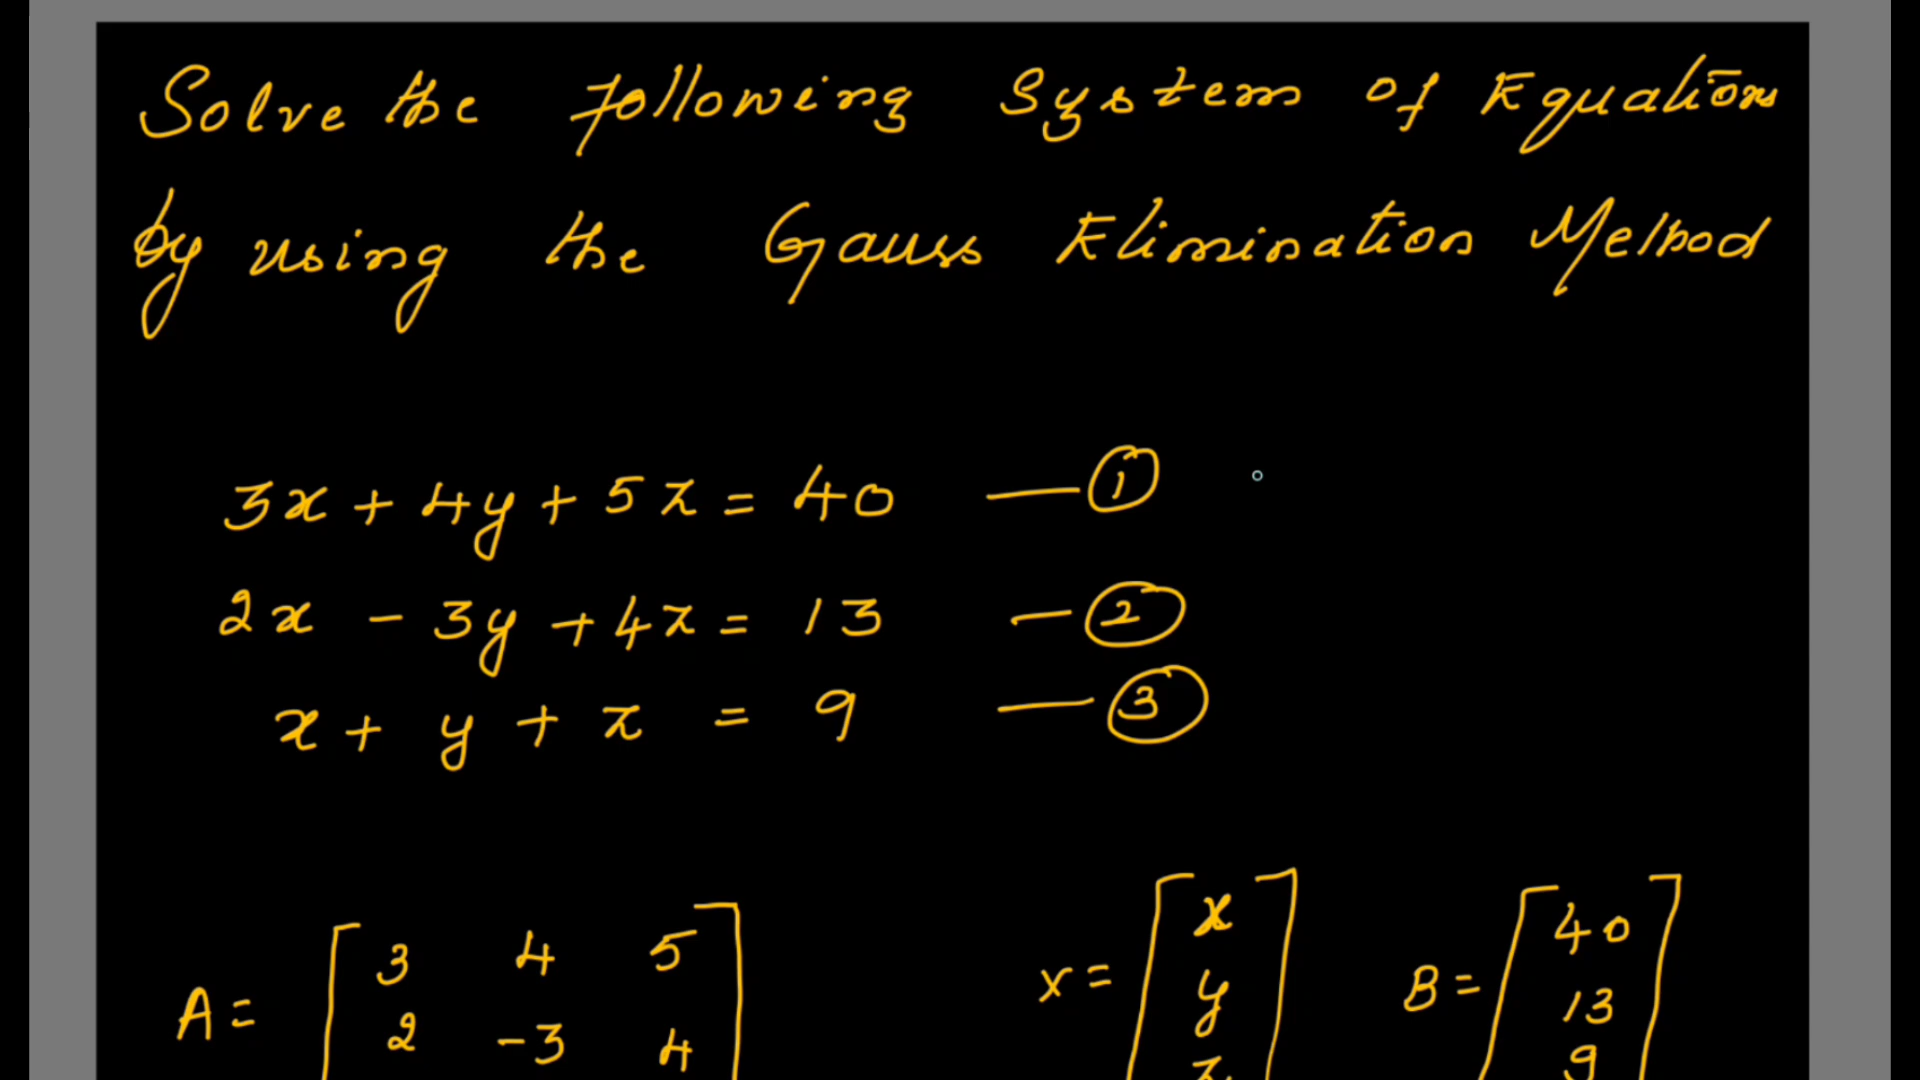 Solve the following System of Equations
by using the Gauss Elimination Method
3x + 4y + 5z = 40 — ①
2x - 3y + 4z = 13 — ②
x + y + z = 9 — ③
A = [ 3 4 5 ] x = [ x ] B = [ 40 ]
2 -3 4 y 13
z 9